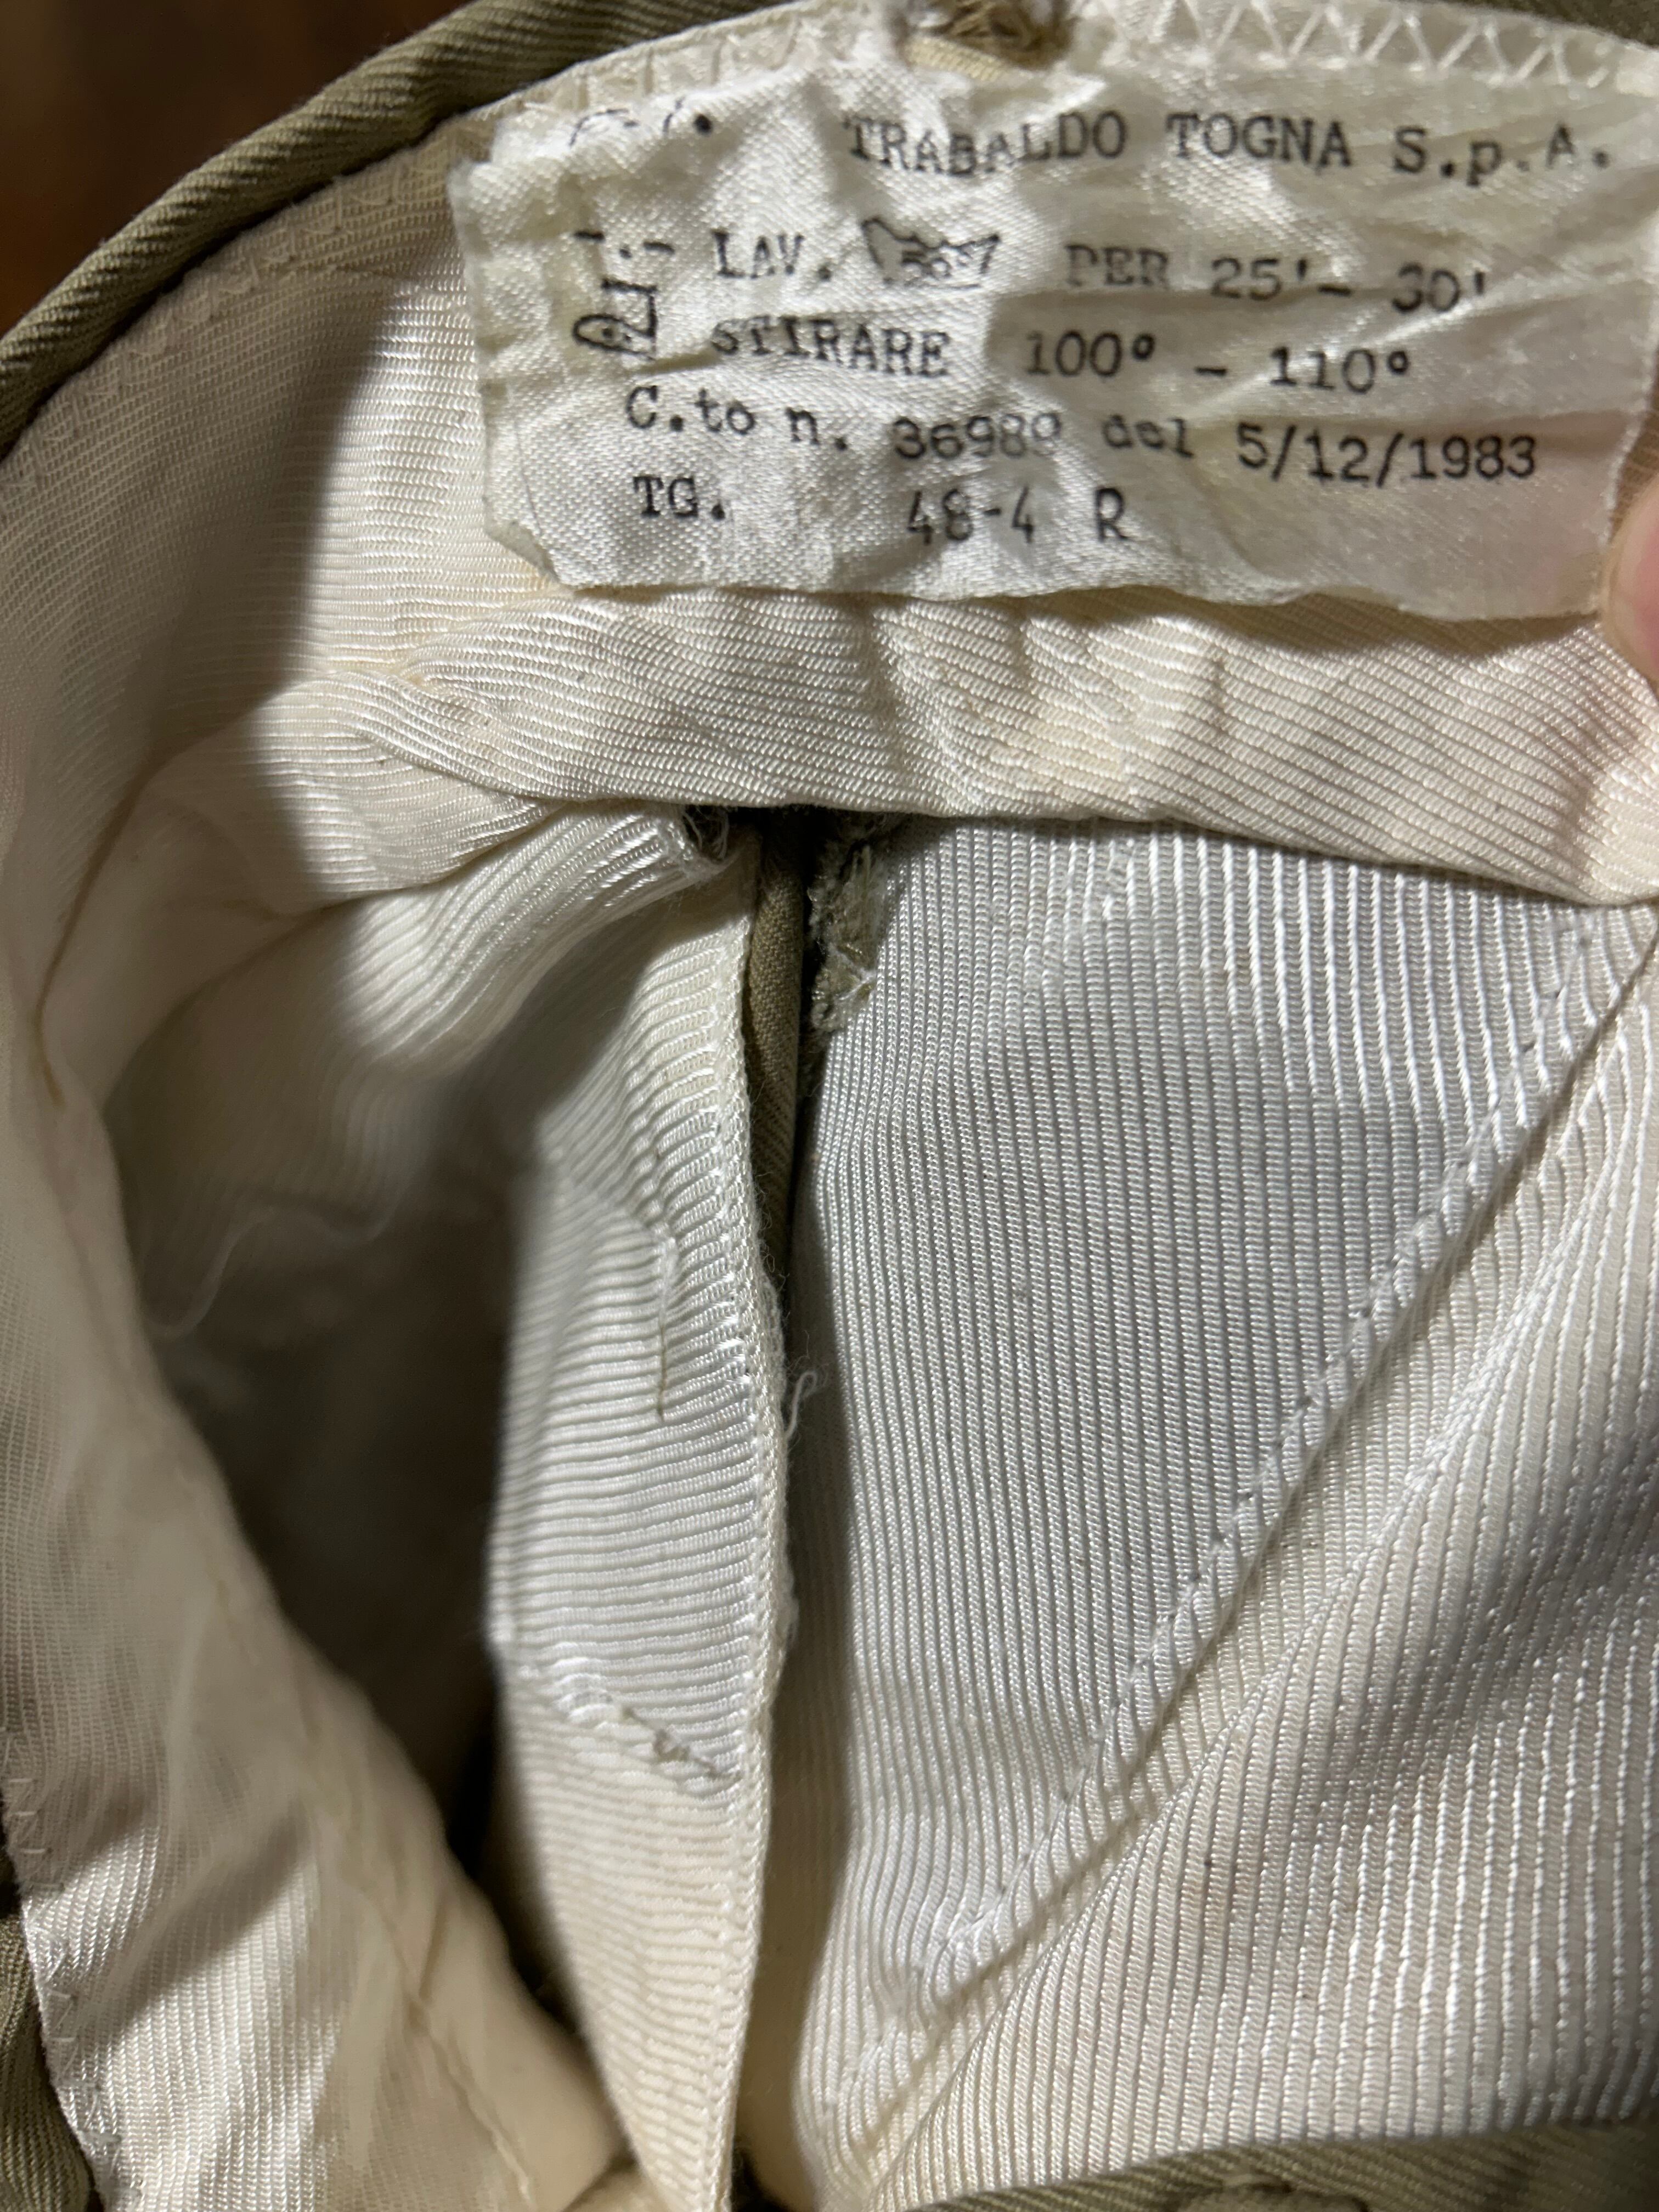 TRABALDO TOGNA S.p.A.
LAV. PER 25'- 30'
STIRARE 100° - 110°
C.to n. 36989 del 5/12/1983
TG. 48-4 R